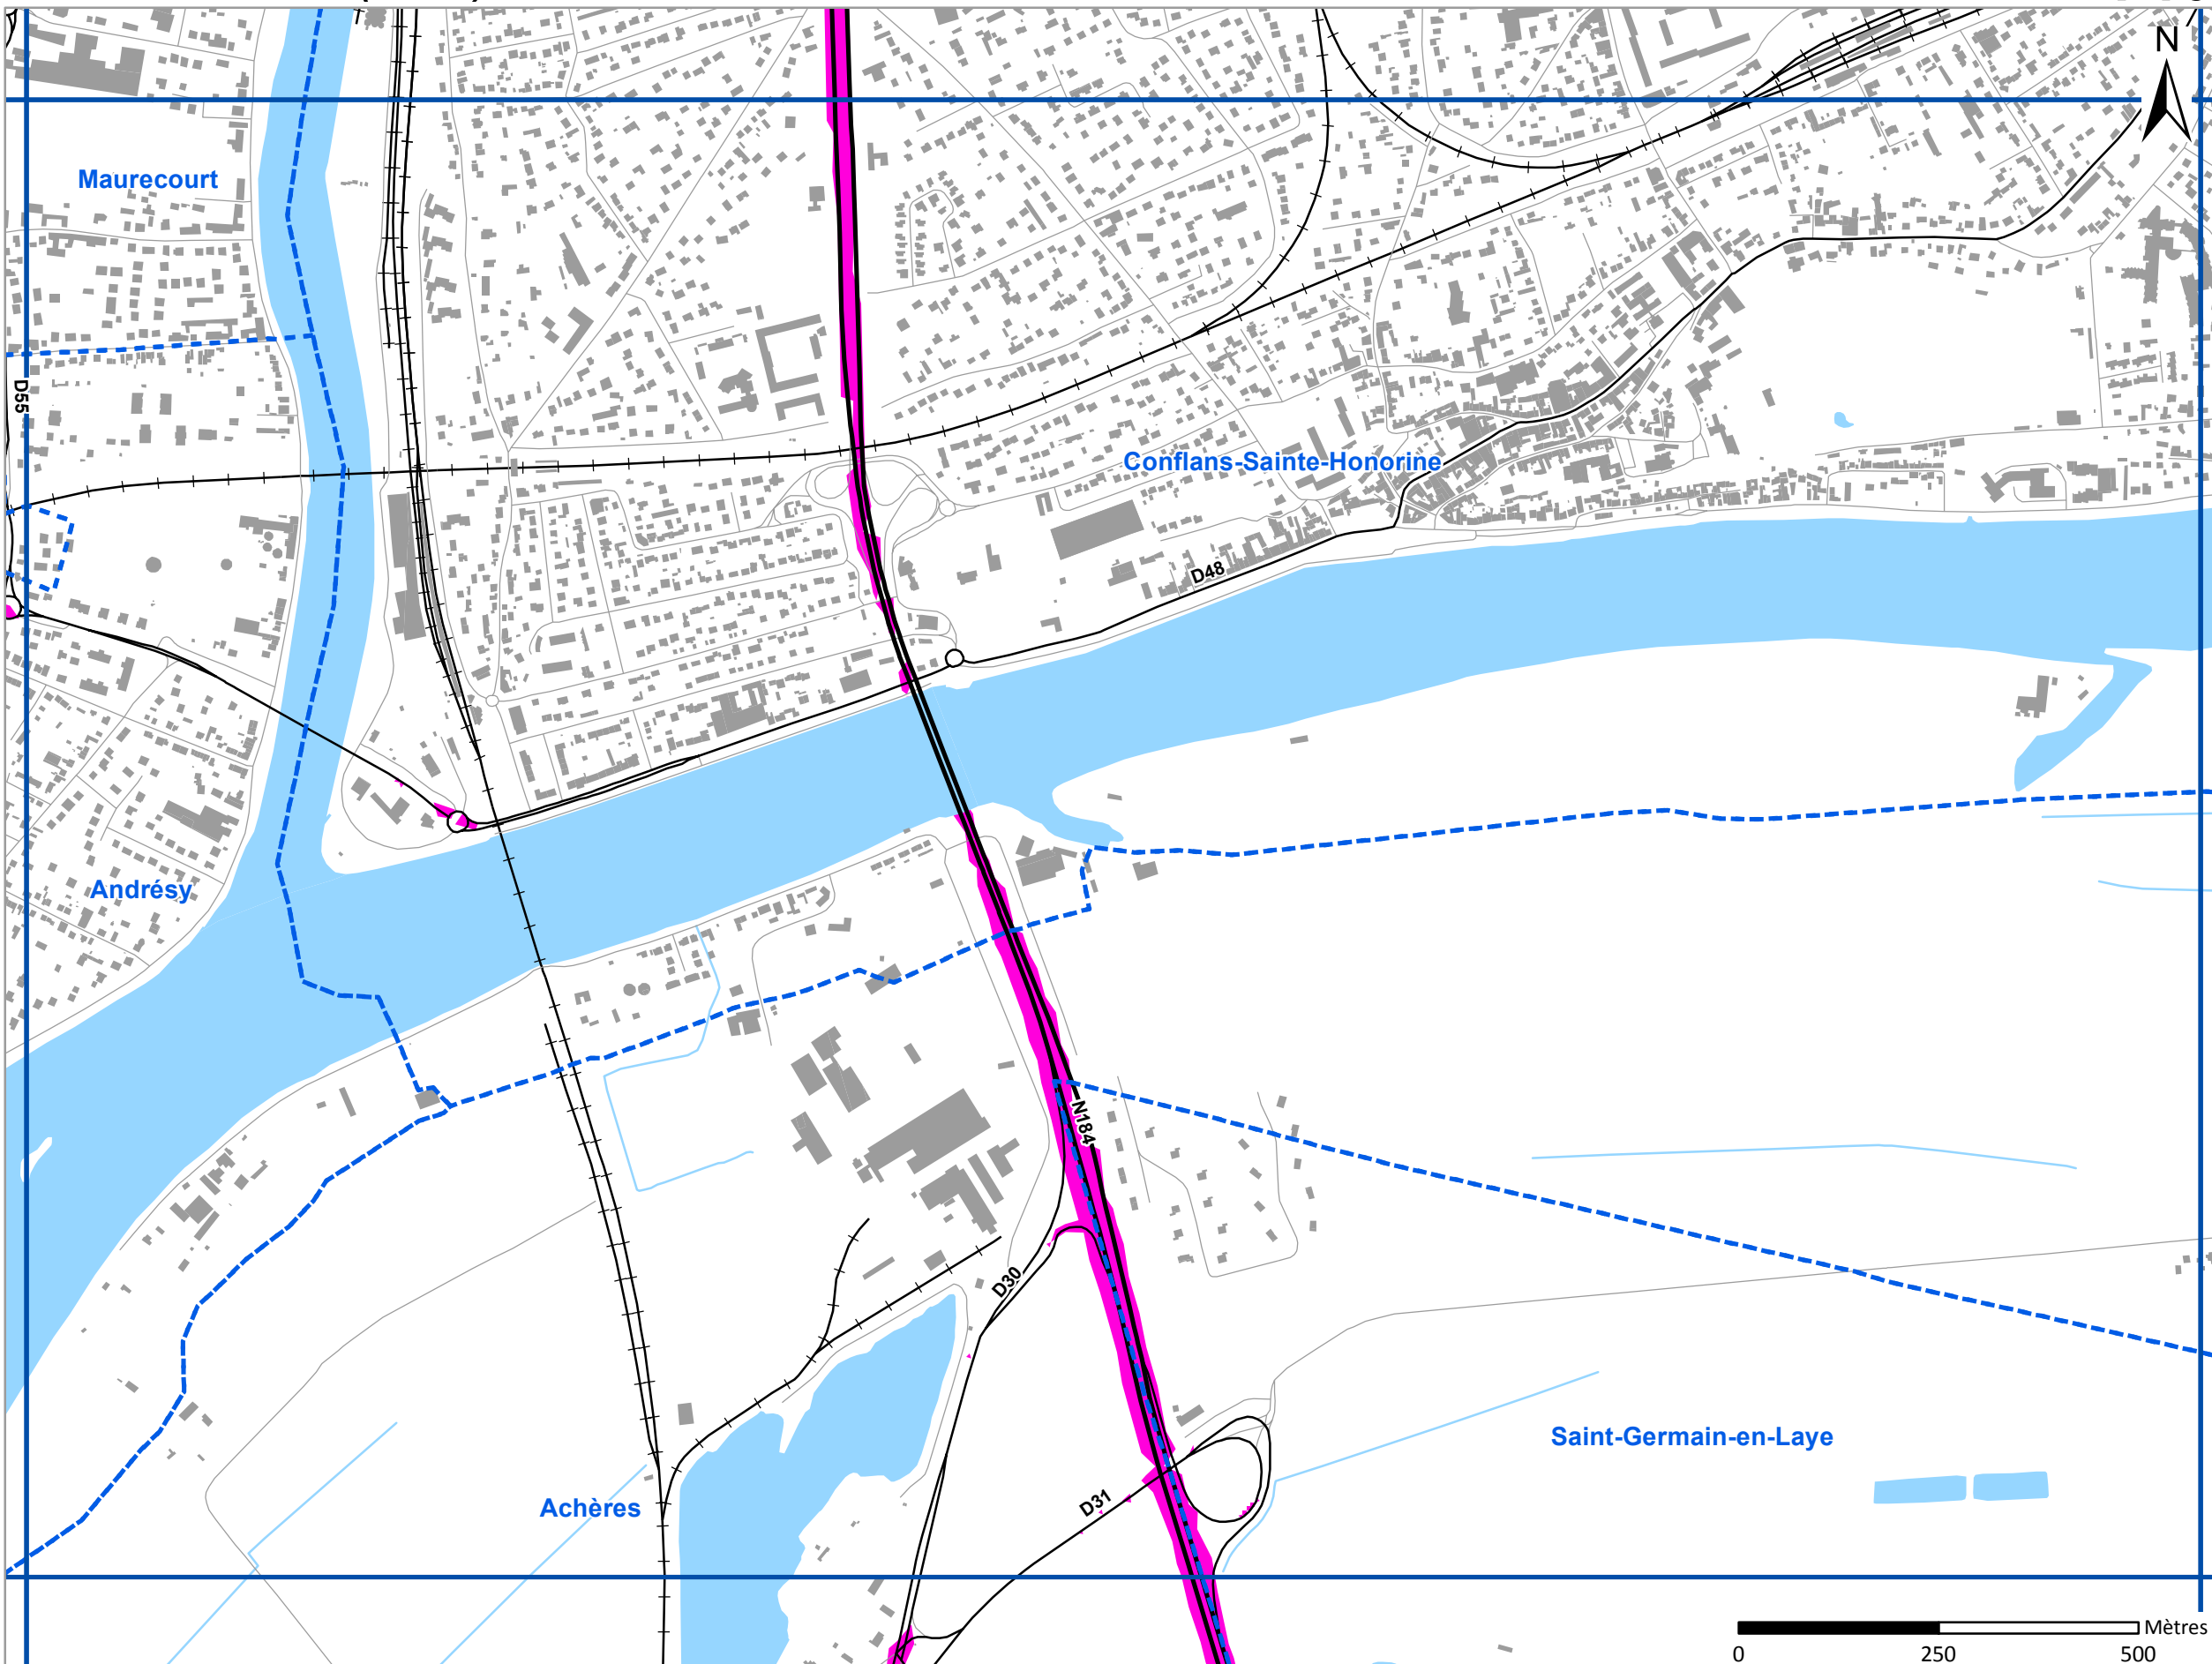 N
Maurecourt
D55
Conflans-Sainte-Honorine
D48
Andrésy
N184
D30
Saint-Germain-en-Laye
D31
Achères
Mètres
0 250 500